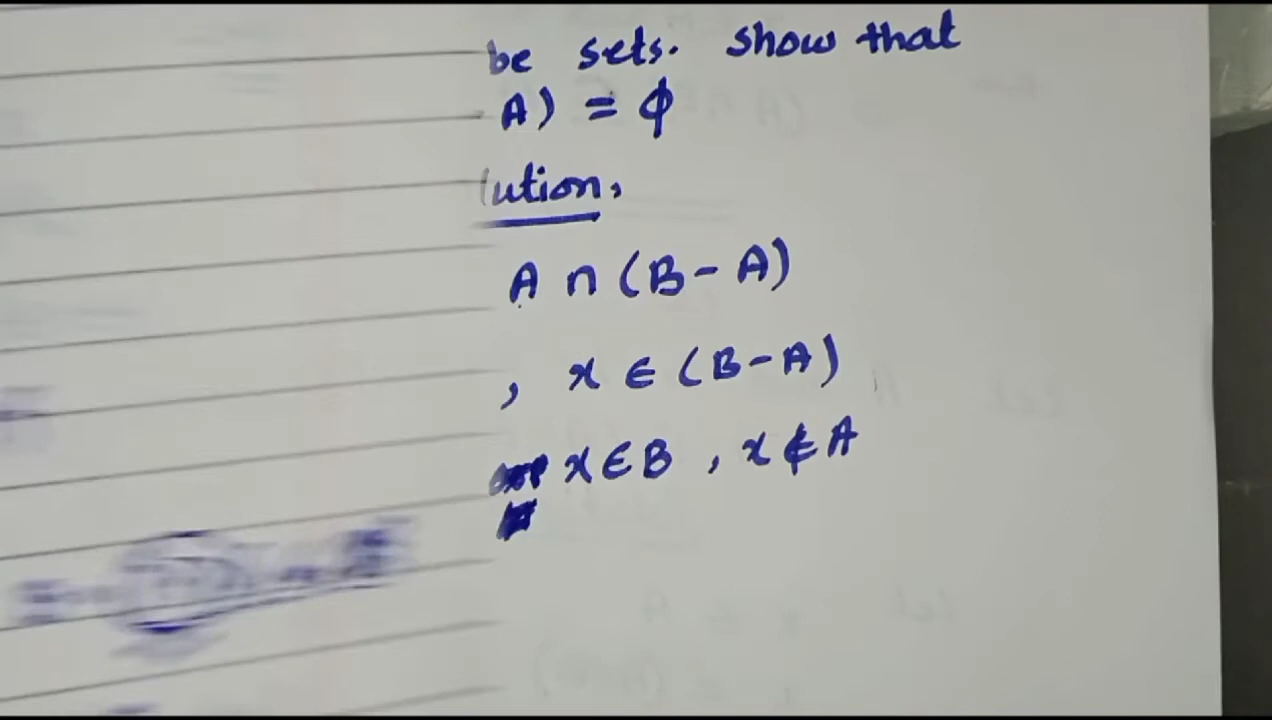 be sets. Show that
A) = ϕ
lution,
A ∩ (B - A)
, x ∈ (B - A)
x ∈ B , x ∉ A